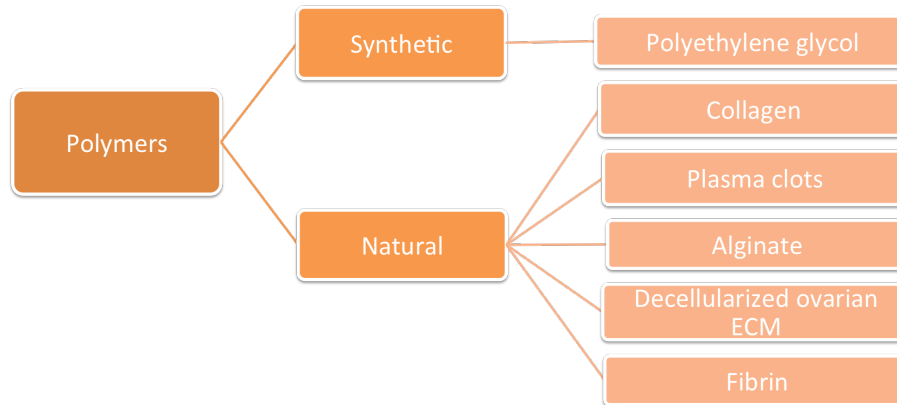 Polymers
Synthetic
Polyethylene glycol
Natural
Collagen
Plasma clots
Alginate
Decellularized ovarian
ECM
Fibrin